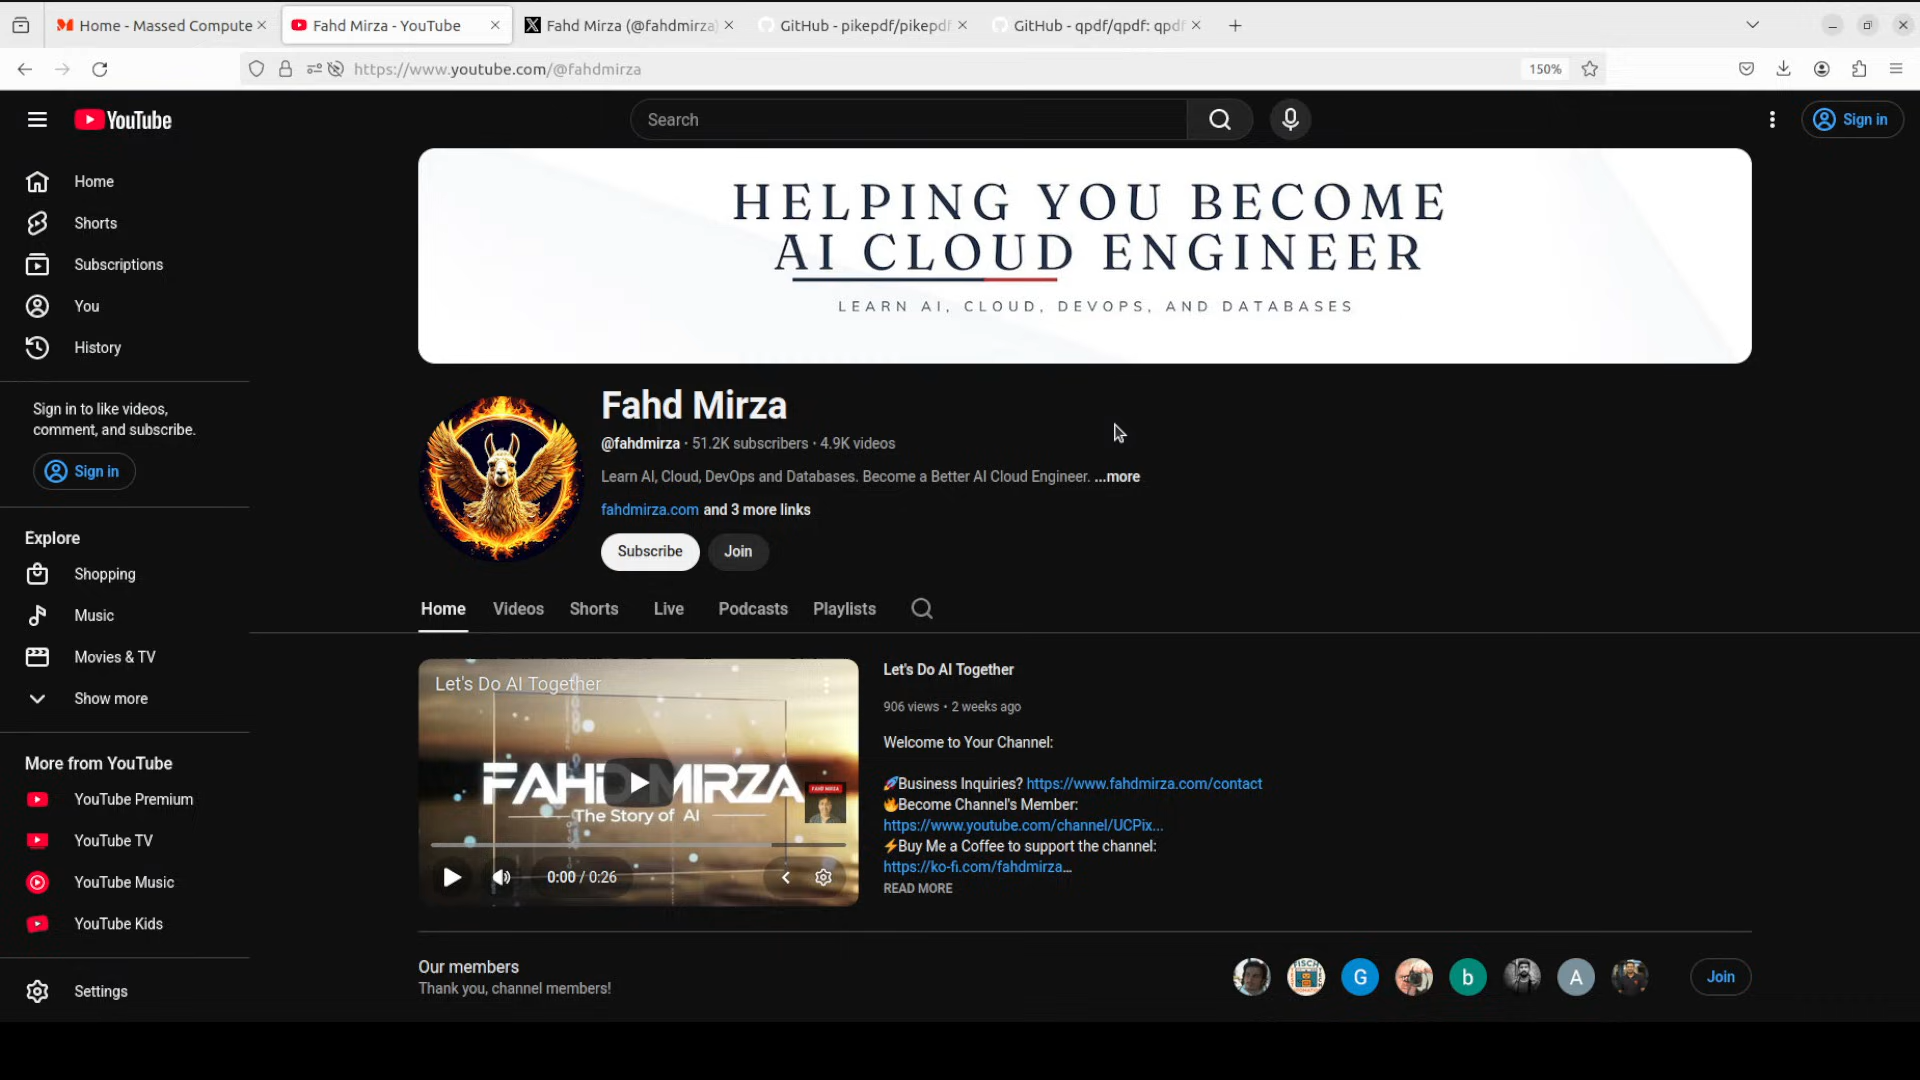 Home - Massed Compute
Fahd Mirza - YouTube
Fahd Mirza (@fahdmirza)
GitHub - pikepdf/pikepdf
GitHub - qpdf/qpdf: qpdf
https://www.youtube.com/@fahdmirza
150%
YouTube
Search
Sign in
Home
Shorts
Subscriptions
You
History
Sign in to like videos,
comment, and subscribe.
Sign in
Explore
Shopping
Music
Movies & TV
Show more
More from YouTube
YouTube Premium
YouTube TV
YouTube Music
YouTube Kids
Settings
HELPING YOU BECOME
AI CLOUD ENGINEER
LEARN AI, CLOUD, DEVOPS, AND DATABASES
Fahd Mirza
@fahdmirza · 51.2K subscribers · 4.9K videos
Learn AI, Cloud, DevOps and Databases. Become a Better AI Cloud Engineer. ...more
fahdmirza.com and 3 more links
Subscribe
Join
Home Videos Shorts Live Podcasts Playlists
Let's Do AI Together
FAHD MIRZA
The Story of AI
FAHD MIRZA
0:00 / 0:26
Let's Do AI Together
906 views • 2 weeks ago
Welcome to Your Channel:
🚀Business Inquiries? https://www.fahdmirza.com/contact
🔥Become Channel's Member:
https://www.youtube.com/channel/UCPix...
⚡Buy Me a Coffee to support the channel:
https://ko-fi.com/fahdmirza...
READ MORE
Our members
Thank you, channel members!
G
b
A
Join